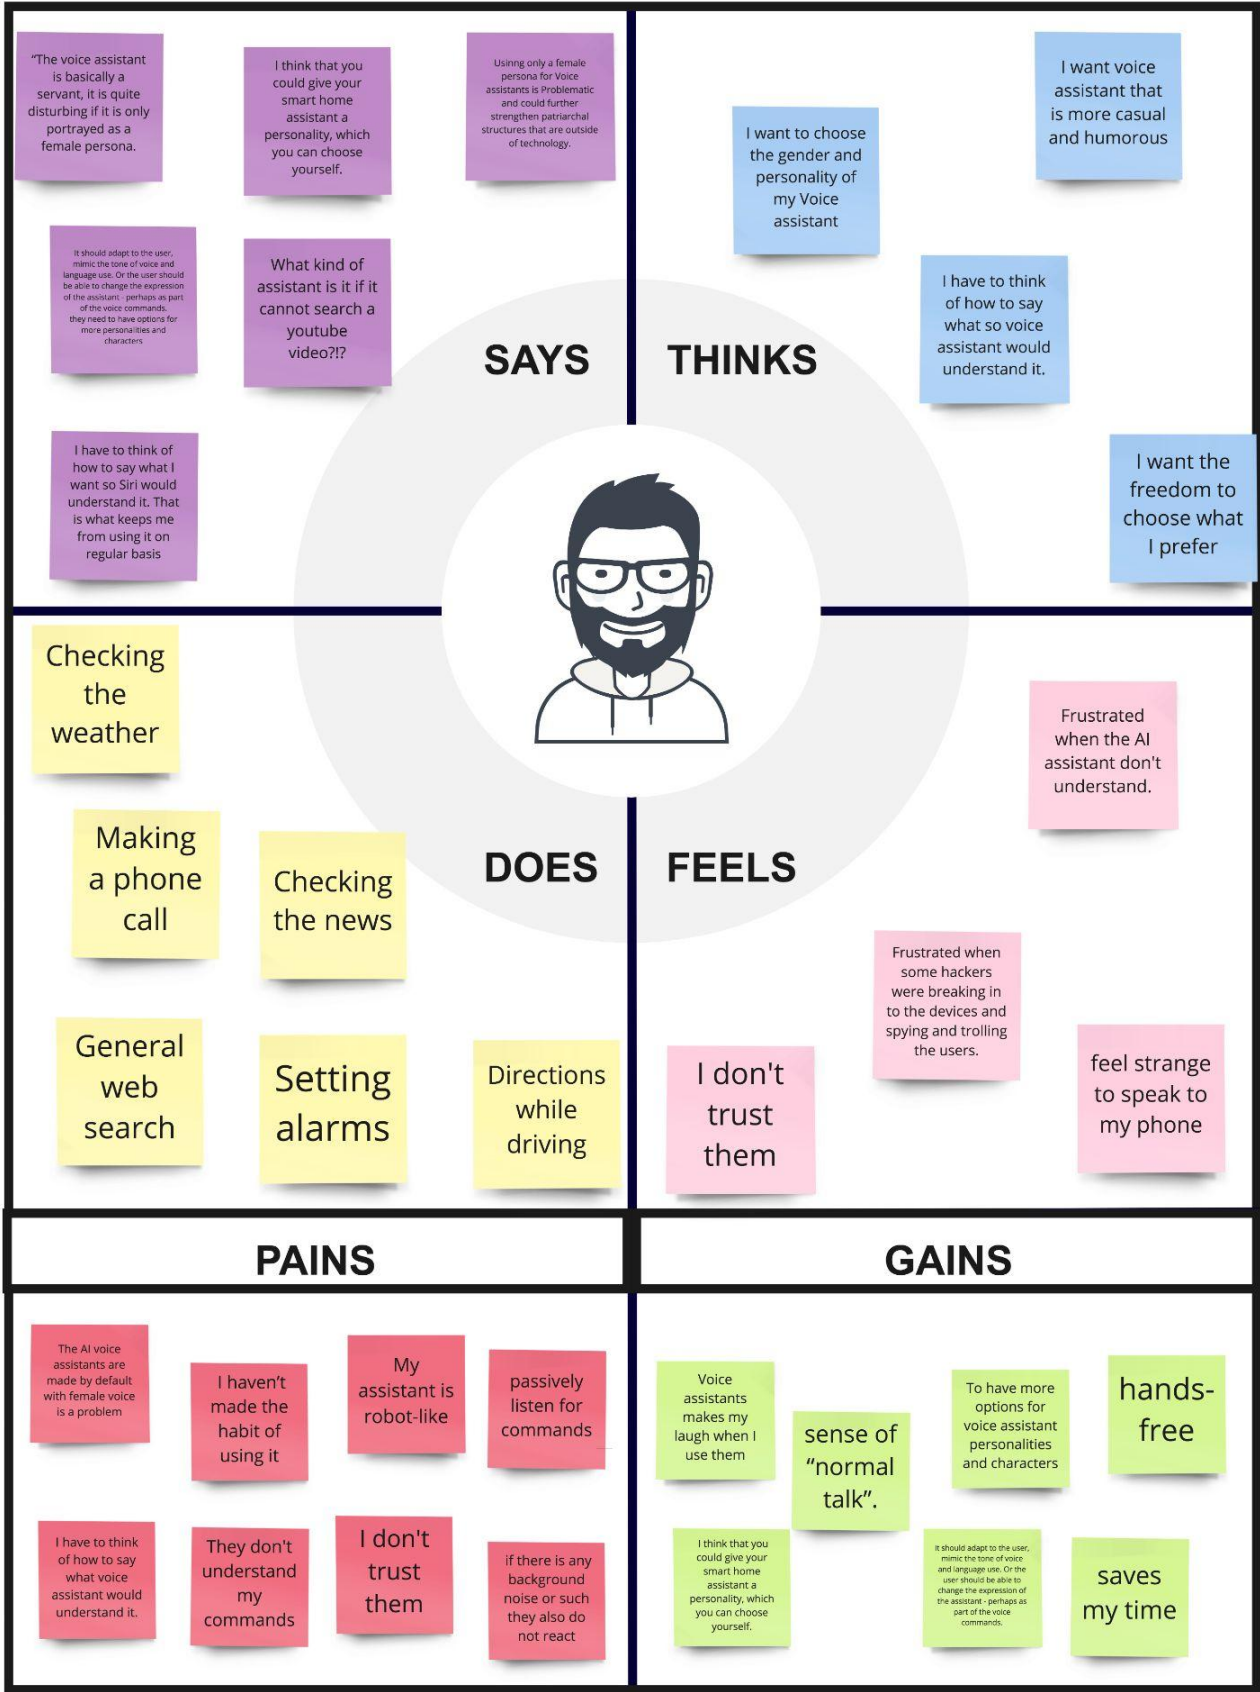 “The voice assistant
is basically a
servant, it is quite
disturbing if it is only
portrayed as a
female persona.
I think that you
could give your
smart home
assistant a
personality, which
you can choose
yourself.
Usinng only a female
persona for Voice
assistants is Problematic
and could further
strengthen patriarchal
structures that are outside
of technology.
It should adapt to the user,
mimic the tone of voice and
language use. Or the user should
be able to change the expression
of the assistant - perhaps as part
of the voice commands.
they need to have options for
more personalities and
characters
What kind of
assistant is it if it
cannot search a
youtube
video?!?
I have to think of
how to say what I
want so Siri would
understand it. That
is what keeps me
from using it on
regular basis
SAYS
I want to choose
the gender and
personality of
my Voice
assistant
I want voice
assistant that
is more casual
and humorous
I have to think
of how to say
what so voice
assistant would
understand it.
I want the
freedom to
choose what
I prefer
THINKS
Checking
the
weather
Making
a phone
call
Checking
the news
General
web
search
Setting
alarms
Directions
while
driving
DOES
FEELS
Frustrated
when the AI
assistant don't
understand.
Frustrated when
some hackers
were breaking in
to the devices and
spying and trolling
the users.
I don't
trust
them
feel strange
to speak to
my phone
PAINS
The AI voice
assistants are
made by default
with female voice
is a problem
I haven’t
made the
habit of
using it
My
assistant is
robot-like
passively
listen for
commands
I have to think
of how to say
what voice
assistant would
understand it.
They don't
understand
my
commands
I don't
trust
them
if there is any
background
noise or such
they also do
not react
GAINS
Voice
assistants
makes my
laugh when I
use them
sense of
“normal
talk”.
To have more
options for
voice assistant
personalities
and characters
hands-
free
I think that you
could give your
smart home
assistant a
personality, which
you can choose
yourself.
It should adapt to the user,
mimic the tone of voice
and language use. Or the
user should be able to
change the expression of
the assistant - perhaps as
part of the voice
commands.
saves
my time